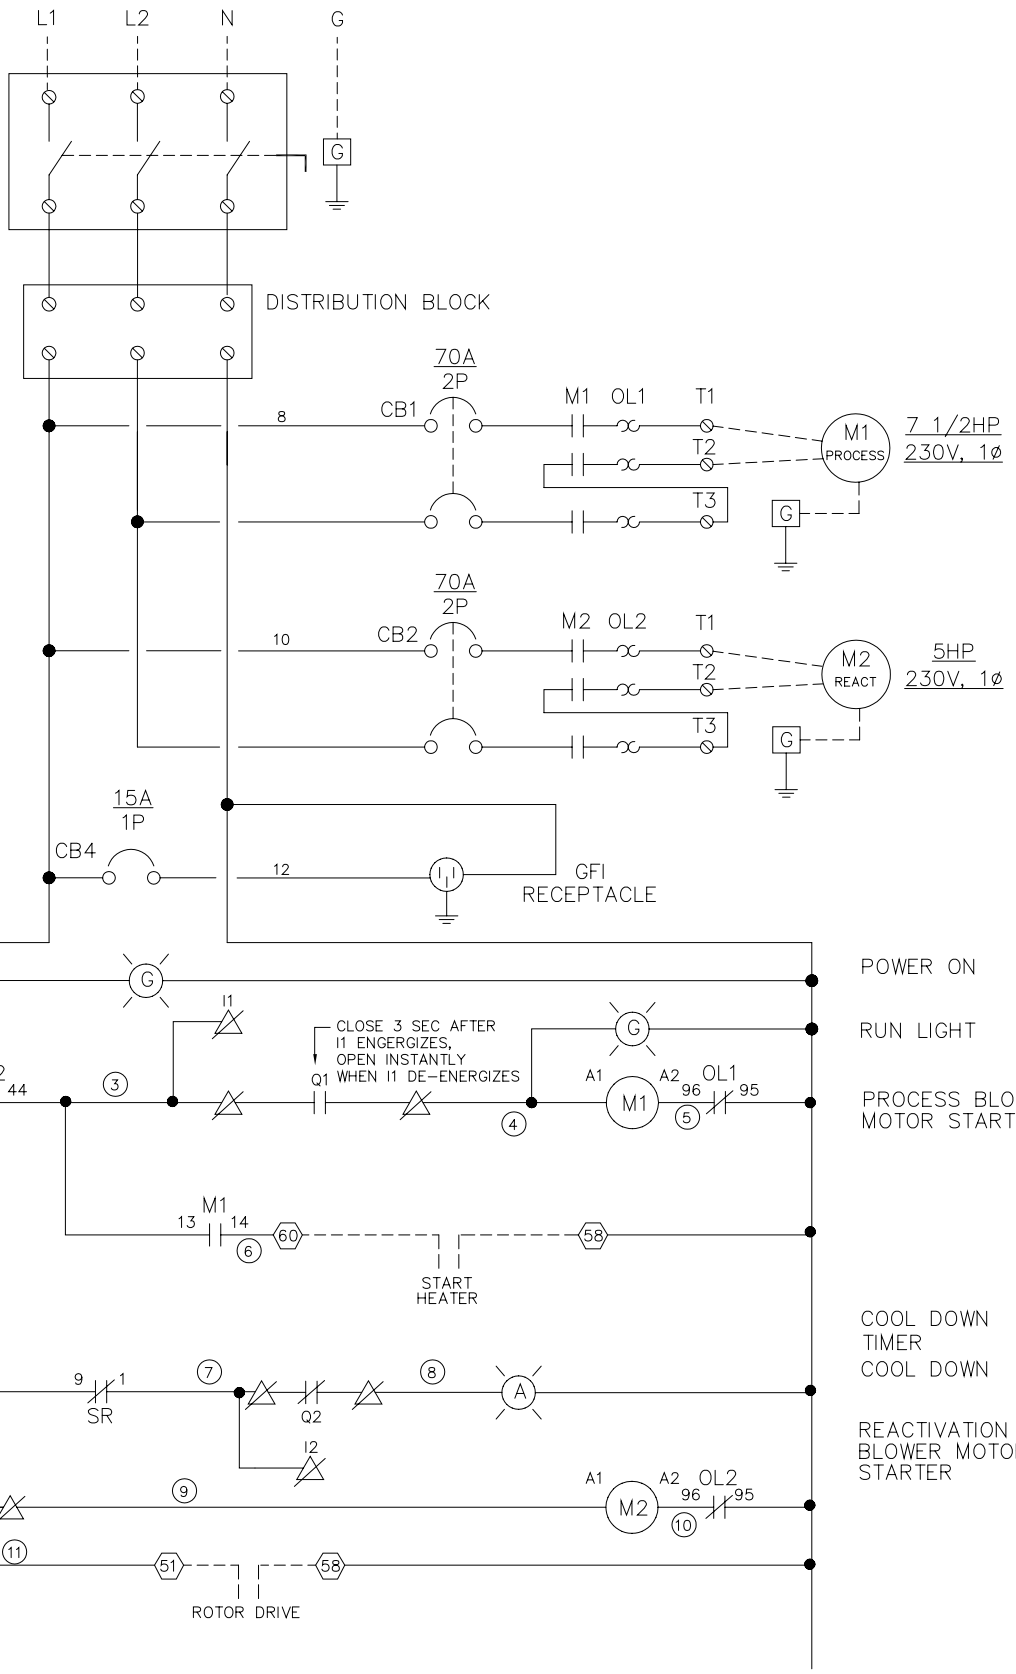 L1 L2 N G
G
DISTRIBUTION BLOCK
70A
2P
CB1
8
M1 OL1 T1
T2
T3
M1
PROCESS
7 1/2HP
230V, 1ø
G
70A
2P
CB2
10
M2 OL2 T1
T2
T3
M2
REACT
5HP
230V, 1ø
G
15A
1P
CB4
12
GFI
RECEPTACLE
G
POWER ON
I1
CLOSE 3 SEC AFTER
I1 ENGERGIZES,
OPEN INSTANTLY
WHEN I1 DE-ENERGIZES
G
RUN LIGHT
2
44
3
Q1
4
A1 M1 A2
96 OL1 95
5
PROCESS BLO
MOTOR START
M1
13 14
6
60
58
START
HEATER
COOL DOWN
TIMER
COOL DOWN
9 1
SR
7
Q2
8
A
I2
REACTIVATION
BLOWER MOTO
STARTER
9
A1 M2 A2
96 OL2 95
10
11
51
58
ROTOR DRIVE